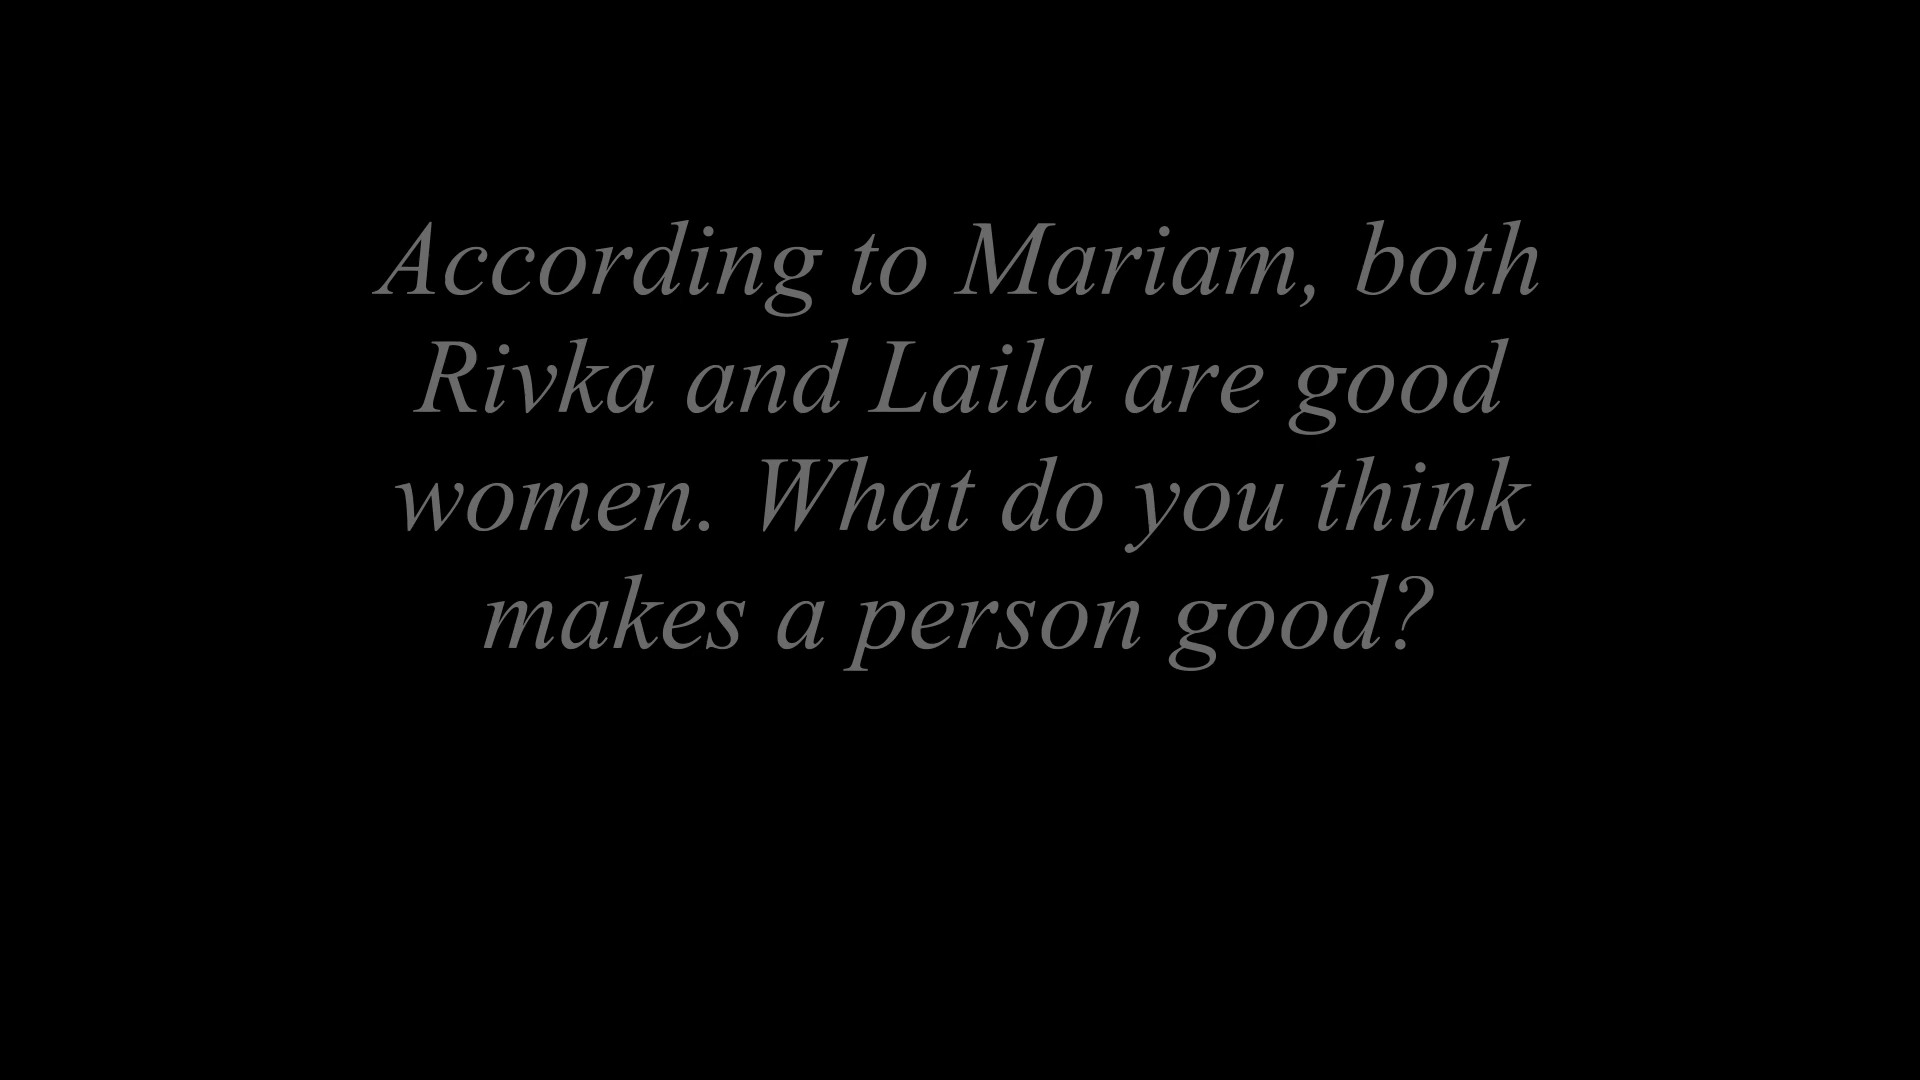 According to Mariam, both
Rivka and Laila are good
women. What do you think
makes a person good?